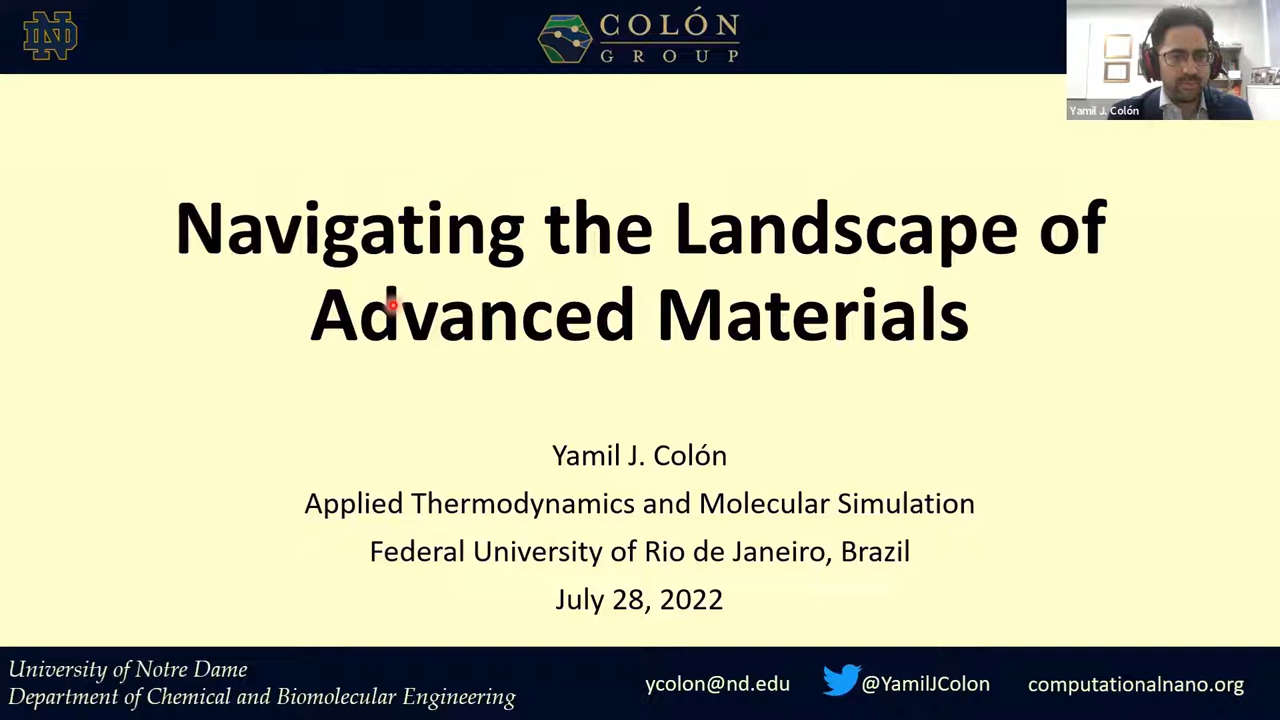 ND
COLÓN
GROUP
Yamil J. Colón
Navigating the Landscape of
Advanced Materials
Yamil J. Colón
Applied Thermodynamics and Molecular Simulation
Federal University of Rio de Janeiro, Brazil
July 28, 2022
University of Notre Dame
Department of Chemical and Biomolecular Engineering
ycolon@nd.edu
@YamilJColon
computationalnano.org